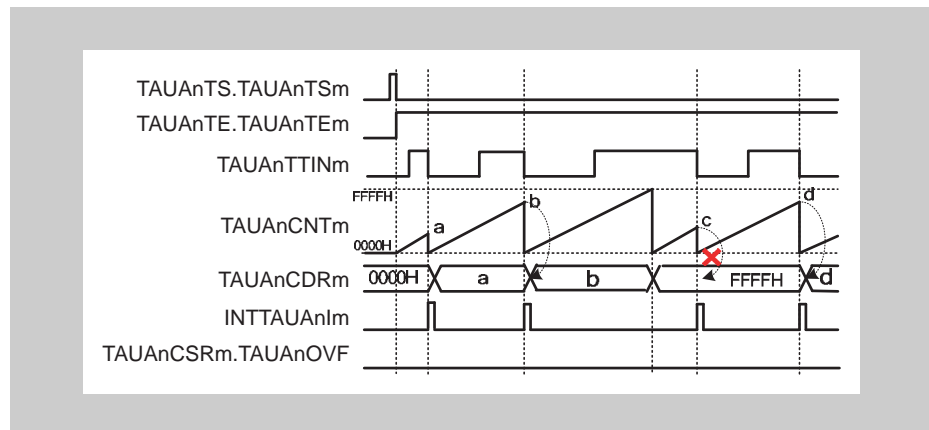 TAUAnTS.TAUAnTSm
TAUAnTE.TAUAnTEm
TAUAnTTINm
FFFFH
TAUAnCNTm
0000H
a
b
c
d
TAUAnCDRm
0000H
a
b
FFFFH
d
INTTAUAnIm
TAUAnCSRm.TAUAnOVF